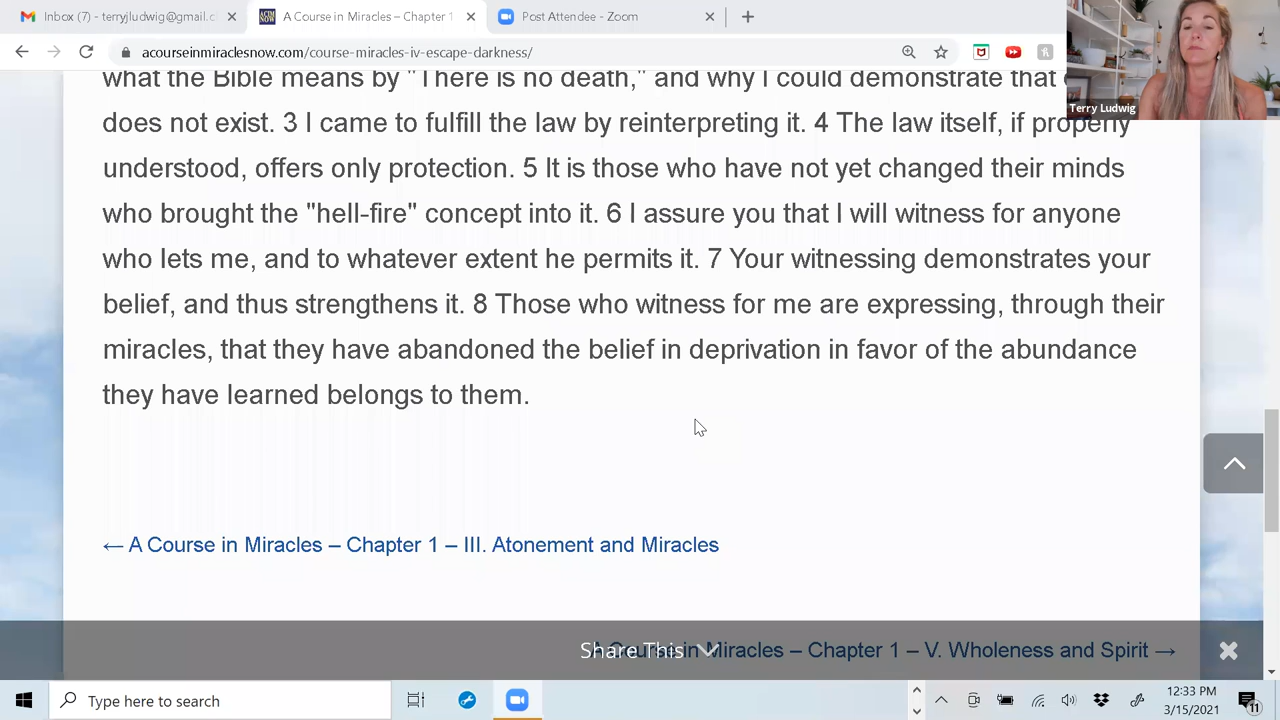 Inbox (7) - terryjludwig@gmail.c
A Course in Miracles – Chapter 1
Post Attendee - Zoom
acourseinmiraclesnow.com/course-miracles-iv-escape-darkness/
Terry Ludwig
what the Bible means by "There is no death," and why I could demonstrate that
does not exist. 3 I came to fulfill the law by reinterpreting it. 4 The law itself, if properly
understood, offers only protection. 5 It is those who have not yet changed their minds
who brought the "hell-fire" concept into it. 6 I assure you that I will witness for anyone
who lets me, and to whatever extent he permits it. 7 Your witnessing demonstrates your
belief, and thus strengthens it. 8 Those who witness for me are expressing, through their
miracles, that they have abandoned the belief in deprivation in favor of the abundance
they have learned belongs to them.
← A Course in Miracles – Chapter 1 – III. Atonement and Miracles
Share This
A Course in Miracles – Chapter 1 – V. Wholeness and Spirit →
Type here to search
12:33 PM
3/15/2021
11